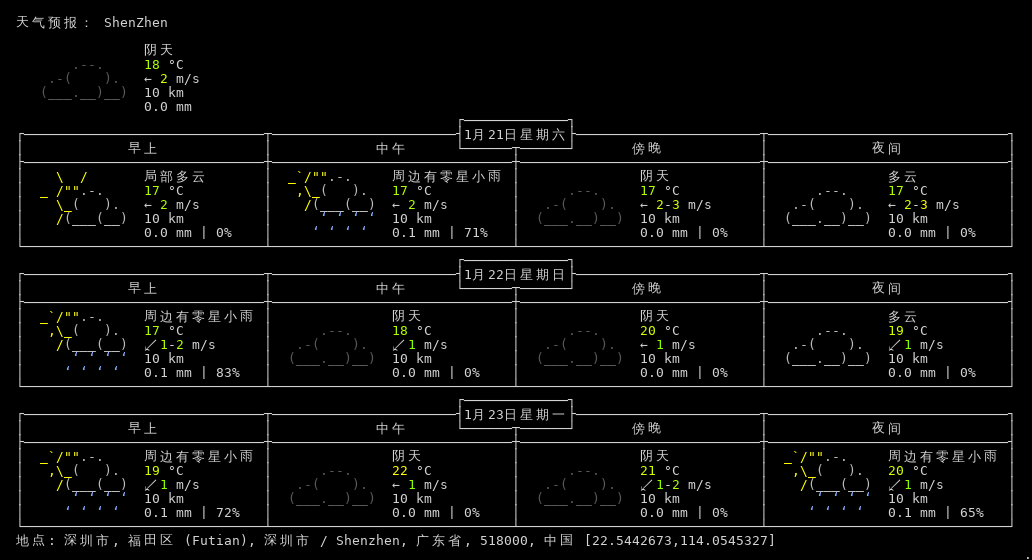 天气预报： ShenZhen
阴天
18 °C
← 2 m/s
10 km
0.0 mm
1月21日星期六
早上 中午 傍晚 夜间
局部多云 周边有零星小雨 阴天 多云
17 °C 17 °C 17 °C 17 °C
← 2 m/s ← 2 m/s ← 2-3 m/s ← 2-3 m/s
10 km 10 km 10 km 10 km
0.0 mm | 0% 0.1 mm | 71% 0.0 mm | 0% 0.0 mm | 0%
1月22日星期日
早上 中午 傍晚 夜间
周边有零星小雨 阴天 阴天 多云
17 °C 18 °C 20 °C 19 °C
↙ 1-2 m/s ↙ 1 m/s ← 1 m/s ↙ 1 m/s
10 km 10 km 10 km 10 km
0.1 mm | 83% 0.0 mm | 0% 0.0 mm | 0% 0.0 mm | 0%
1月23日星期一
早上 中午 傍晚 夜间
周边有零星小雨 阴天 阴天 周边有零星小雨
19 °C 22 °C 21 °C 20 °C
↙ 1 m/s ← 1 m/s ↙ 1-2 m/s ↙ 1 m/s
10 km 10 km 10 km 10 km
0.1 mm | 72% 0.0 mm | 0% 0.0 mm | 0% 0.1 mm | 65%
地点: 深圳市, 福田区 (Futian), 深圳市 / Shenzhen, 广东省, 518000, 中国 [22.5442673,114.0545327]